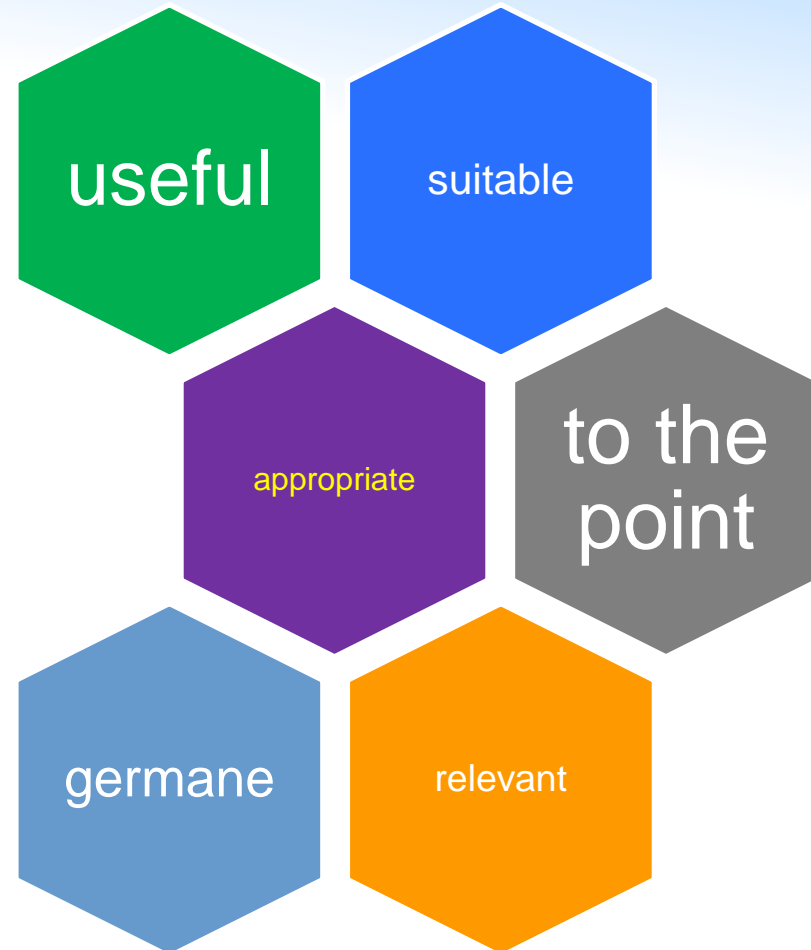 useful
suitable
appropriate
to the
point
germane
relevant